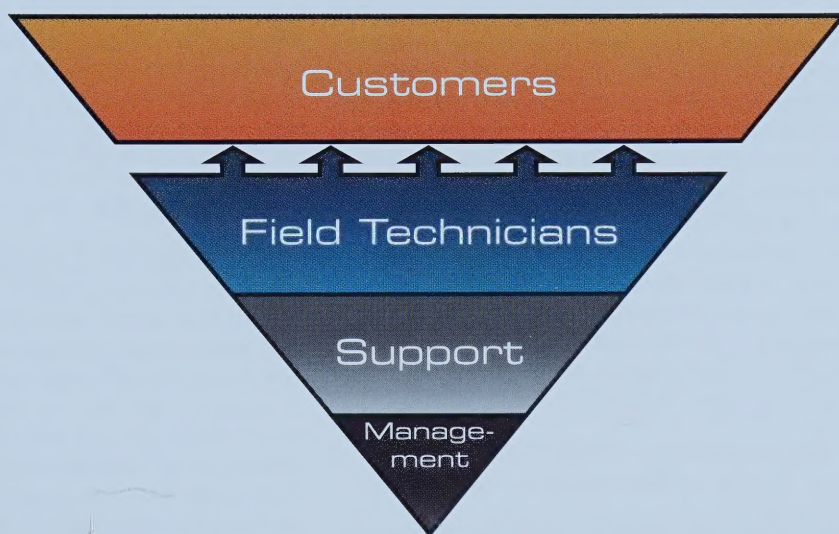 Customers
Field Technicians
Support
Manage-
ment